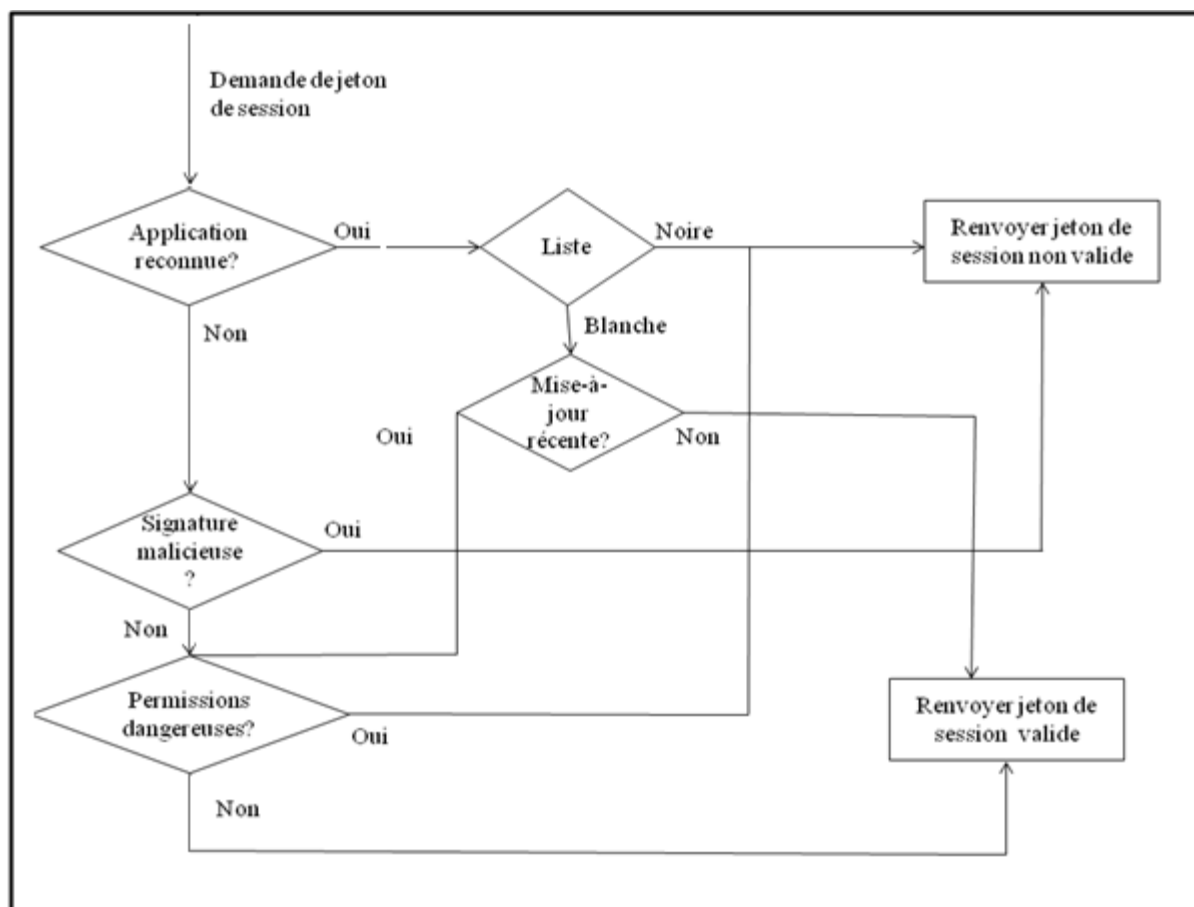 Demande de jeton
de session
Application
reconnue?
Oui
Liste
Noire
Renvoyer jeton de
session non valide
Non
Blanche
Mise-à-
jour
récente?
Oui
Non
Signature
malicieuse
?
Oui
Non
Permissions
dangereuses?
Oui
Renvoyer jeton de
session valide
Non